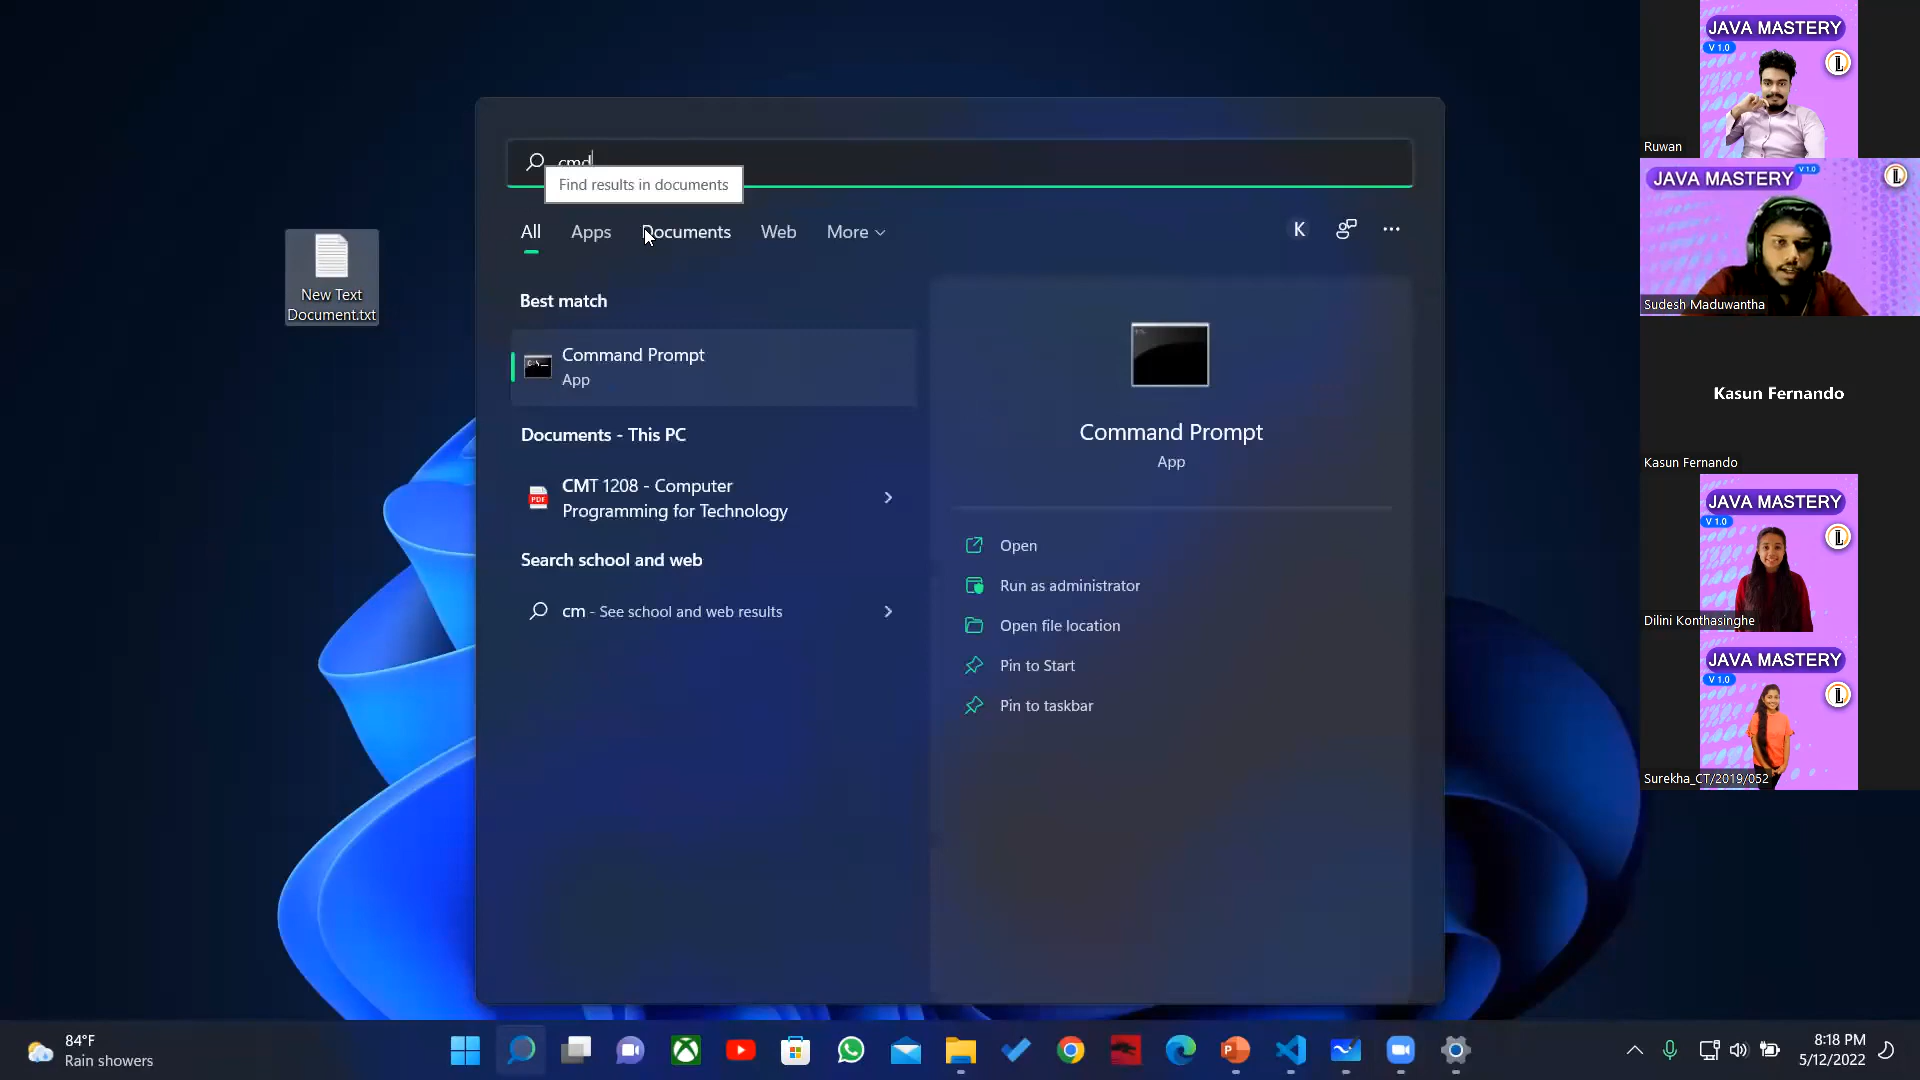 cmd
Find results in documents
All Apps Documents Web More
K
Best match
Command Prompt
App
Documents - This PC
PDF
CMT 1208 - Computer
Programming for Technology
Search school and web
cm - See school and web results
Command Prompt
App
Open
Run as administrator
Open file location
Pin to Start
Pin to taskbar
New Text
Document.txt
JAVA MASTERY
V 1.0
Ruwan
JAVA MASTERY V 1.0
Sudesh Maduwantha
Kasun Fernando
Kasun Fernando
JAVA MASTERY
V 1.0
Dilini Konthasinghe
JAVA MASTERY
V 1.0
Surekha_CT/2019/052
84°F
Rain showers
8:18 PM
5/12/2022